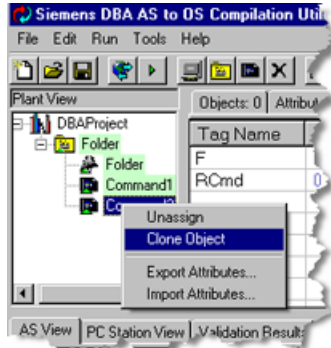 Siemens DBA AS to OS Compilation
File Edit Run Tools Help
Plant View
Objects: 0
DBAProject
Tag Name
Folder
F
Folder
RCmd 0
Command1
Unassign
Clone Object
Export Attributes...
Import Attributes...
AS View PC Station View Validation Results